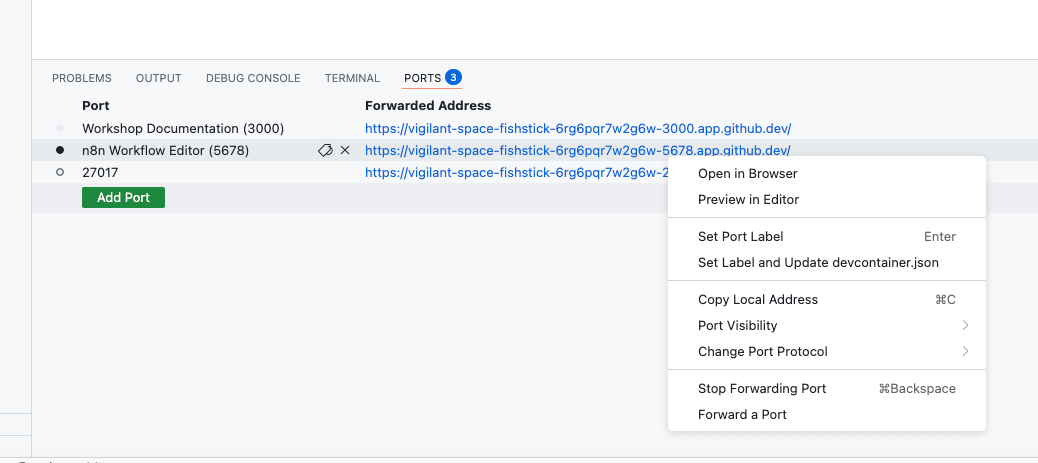 PROBLEMS OUTPUT DEBUG CONSOLE TERMINAL PORTS 3
Port Forwarded Address
Workshop Documentation (3000) https://vigilant-space-fishstick-6rg6pqr7w2g6w-3000.app.github.dev/
n8n Workflow Editor (5678) https://vigilant-space-fishstick-6rg6pqr7w2g6w-5678.app.github.dev/
27017 https://vigilant-space-fishstick-6rg6pqr7w2g6w-2
Add Port
Open in Browser
Preview in Editor
Set Port Label Enter
Set Label and Update devcontainer.json
Copy Local Address ⌘C
Port Visibility
Change Port Protocol
Stop Forwarding Port ⌘Backspace
Forward a Port